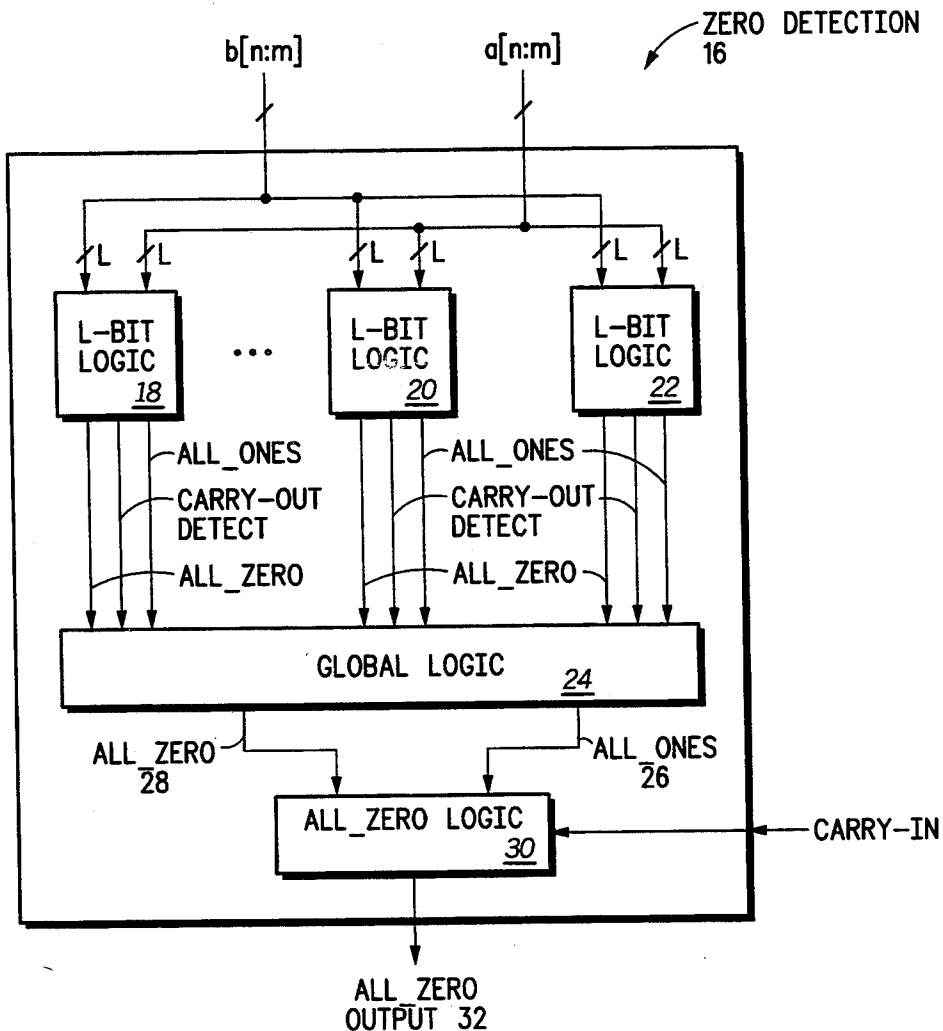 ZERO DETECTION
16
b[n:m]
a[n:m]
L
L
L
L
L
L
L-BIT
LOGIC
18
L-BIT
LOGIC
20
L-BIT
LOGIC
22
ALL_ONES
CARRY-OUT
DETECT
ALL_ZERO
ALL_ONES
CARRY-OUT
DETECT
ALL_ZERO
GLOBAL LOGIC
24
ALL_ZERO
28
ALL_ONES
26
ALL_ZERO LOGIC
30
CARRY-IN
ALL_ZERO
OUTPUT 32